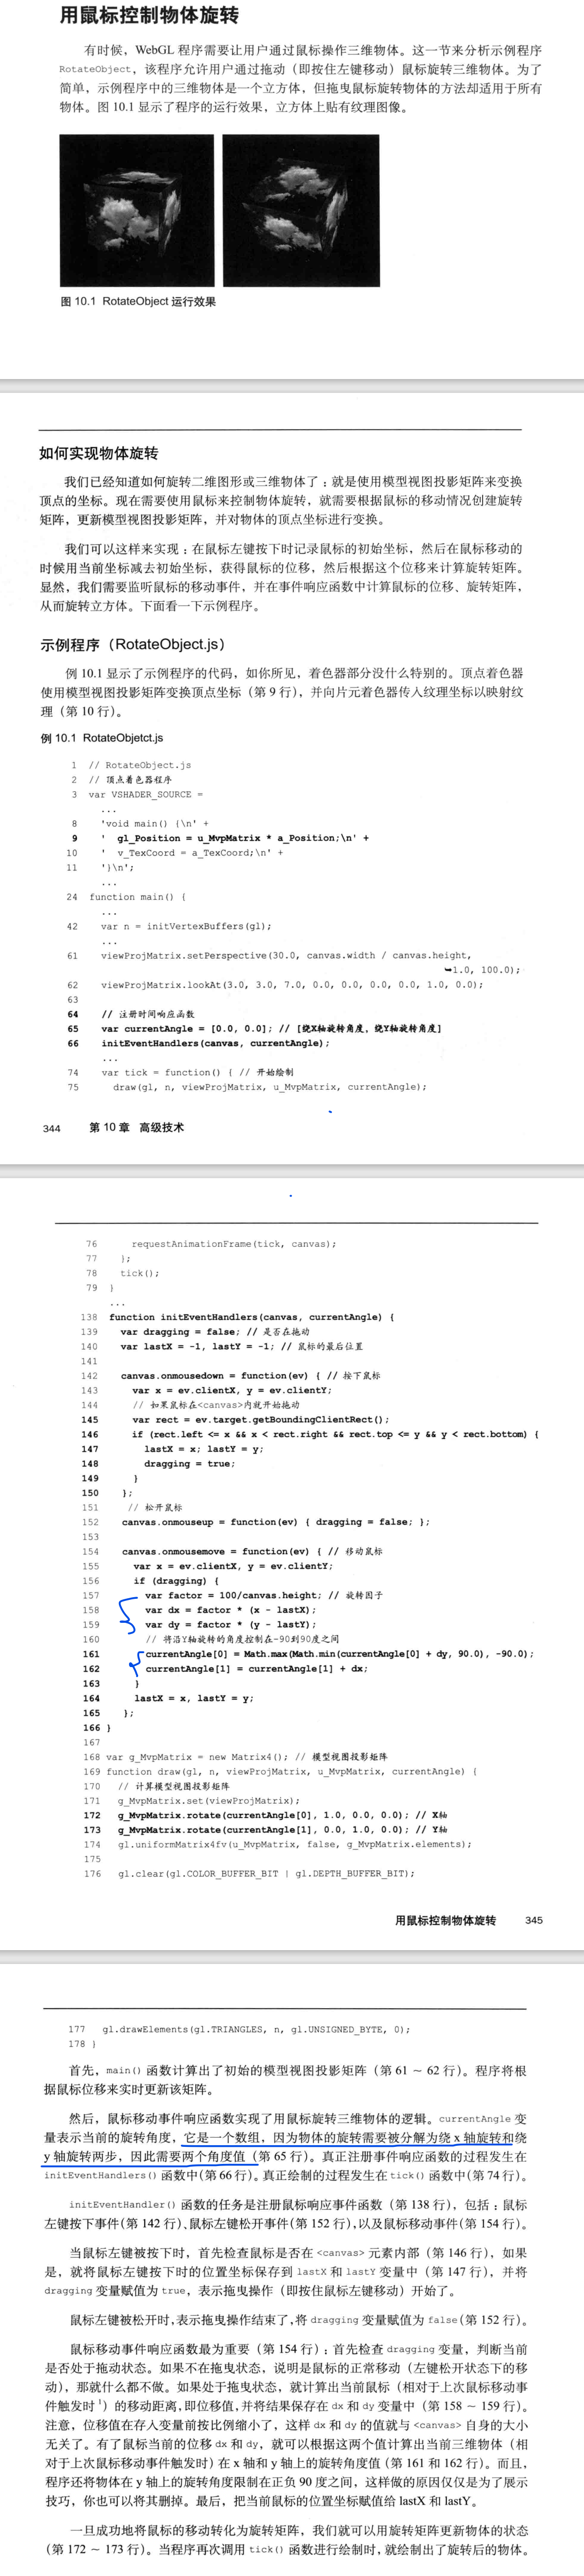 用鼠标控制物体旋转
有时候，WebGL 程序需要让用户通过鼠标操作三维物体。这一节来分析示例程序
RotateObject，该程序允许用户通过拖动（即按住左键移动）鼠标旋转三维物体。为了
简单，示例程序中的三维物体是一个立方体，但拖曳鼠标旋转物体的方法却适用于所有
物体。图 10.1 显示了程序的运行效果，立方体上贴有纹理图像。
图 10.1 RotateObject 运行效果
如何实现物体旋转
我们已经知道如何旋转二维图形或三维物体了：就是使用模型视图投影矩阵来变换
顶点的坐标。现在需要使用鼠标来控制物体旋转，就需要根据鼠标的移动情况创建旋转
矩阵，更新模型视图投影矩阵，并对物体的顶点坐标进行变换。
我们可以这样来实现：在鼠标左键按下时记录鼠标的初始坐标，然后在鼠标移动的
时候用当前坐标减去初始坐标，获得鼠标的位移，然后根据这个位移来计算旋转矩阵。
显然，我们需要监听鼠标的移动事件，并在事件响应函数中计算鼠标的位移、旋转矩阵，
从而旋转立方体。下面看一下示例程序。
示例程序（RotateObject.js）
例 10.1 显示了示例程序的代码，如你所见，着色器部分没什么特别的。顶点着色器
使用模型视图投影矩阵变换顶点坐标（第 9 行），并向片元着色器传入纹理坐标以映射纹
理（第 10 行）。
例 10.1 RotateObjetct.js
1 // RotateObject.js
2 // 顶点着色器程序
3 var VSHADER_SOURCE =
...
8 'void main() {\n' +
9 ' gl_Position = u_MvpMatrix * a_Position;\n' +
10 ' v_TexCoord = a_TexCoord;\n' +
11 '}\n';
...
24 function main() {
...
42 var n = initVertexBuffers(gl);
...
61 viewProjMatrix.setPerspective(30.0, canvas.width / canvas.height,
➥1.0, 100.0);
62 viewProjMatrix.lookAt(3.0, 3.0, 7.0, 0.0, 0.0, 0.0, 0.0, 1.0, 0.0);
63
64 // 注册时间响应函数
65 var currentAngle = [0.0, 0.0]; // [绕X轴旋转角度，绕Y轴旋转角度]
66 initEventHandlers(canvas, currentAngle);
...
74 var tick = function() { // 开始绘制
75 draw(gl, n, viewProjMatrix, u_MvpMatrix, currentAngle);
344 第 10 章 高级技术
76 requestAnimationFrame(tick, canvas);
77 };
78 tick();
79 }
...
138 function initEventHandlers(canvas, currentAngle) {
139 var dragging = false; // 是否在拖动
140 var lastX = -1, lastY = -1; // 鼠标的最后位置
141
142 canvas.onmousedown = function(ev) { // 按下鼠标
143 var x = ev.clientX, y = ev.clientY;
144 // 如果鼠标在<canvas>内就开始拖动
145 var rect = ev.target.getBoundingClientRect();
146 if (rect.left <= x && x < rect.right && rect.top <= y && y < rect.bottom) {
147 lastX = x; lastY = y;
148 dragging = true;
149 }
150 };
151 // 松开鼠标
152 canvas.onmouseup = function(ev) { dragging = false; };
153
154 canvas.onmousemove = function(ev) { // 移动鼠标
155 var x = ev.clientX, y = ev.clientY;
156 if (dragging) {
157 var factor = 100/canvas.height; // 旋转因子
158 var dx = factor * (x - lastX);
159 var dy = factor * (y - lastY);
160 // 将沿Y轴旋转的角度控制在-90到90度之间
161 currentAngle[0] = Math.max(Math.min(currentAngle[0] + dy, 90.0), -90.0);
162 currentAngle[1] = currentAngle[1] + dx;
163 }
164 lastX = x, lastY = y;
165 };
166 }
167
168 var g_MvpMatrix = new Matrix4(); // 模型视图投影矩阵
169 function draw(gl, n, viewProjMatrix, u_MvpMatrix, currentAngle) {
170 // 计算模型视图投影矩阵
171 g_MvpMatrix.set(viewProjMatrix);
172 g_MvpMatrix.rotate(currentAngle[0], 1.0, 0.0, 0.0); // X轴
173 g_MvpMatrix.rotate(currentAngle[1], 0.0, 1.0, 0.0); // Y轴
174 gl.uniformMatrix4fv(u_MvpMatrix, false, g_MvpMatrix.elements);
175
176 gl.clear(gl.COLOR_BUFFER_BIT | gl.DEPTH_BUFFER_BIT);
用鼠标控制物体旋转 345
177 gl.drawElements(gl.TRIANGLES, n, gl.UNSIGNED_BYTE, 0);
178 }
首先，main() 函数计算出了初始的模型视图投影矩阵（第 61 ～ 62 行）。程序将根
据鼠标位移来实时更新该矩阵。
然后，鼠标移动事件响应函数实现了用鼠标旋转三维物体的逻辑。currentAngle 变
量表示当前的旋转角度，它是一个数组，因为物体的旋转需要被分解为绕 x 轴旋转和绕
y 轴旋转两步，因此需要两个角度值（第 65 行）。真正注册事件响应函数的过程发生在
initEventHandlers() 函数中（第 66 行）。真正绘制的过程发生在 tick() 函数中（第 74 行）。
initEventHandler() 函数的任务是注册鼠标响应事件函数（第 138 行），包括：鼠标
左键按下事件（第 142 行）、鼠标左键松开事件（第 152 行），以及鼠标移动事件（第 154 行）。
当鼠标左键被按下时，首先检查鼠标是否在 <canvas> 元素内部（第 146 行），如果
是，就将鼠标左键按下时的位置坐标保存到 lastX 和 lastY 变量中（第 147 行），并将
dragging 变量赋值为 true，表示拖曳操作（即按住鼠标左键移动）开始了。
鼠标左键被松开时，表示拖曳操作结束了，将 dragging 变量赋值为 false（第 152 行）。
鼠标移动事件响应函数最为重要（第 154 行）：首先检查 dragging 变量，判断当前
是否处于拖动状态。如果不在拖曳状态，说明是鼠标的正常移动（左键松开状态下的移
动），那就什么都不做。如果处于拖曳状态，就计算出当前鼠标（相对于上次鼠标移动事
件触发时¹）的移动距离，即位移值，并将结果保存在 dx 和 dy 变量中（第 158 ～ 159 行）。
注意，位移值在存入变量前按比例缩小了，这样 dx 和 dy 的值就与 <canvas> 自身的大小
无关了。有了鼠标当前的位移 dx 和 dy，就可以根据这两个值计算出当前三维物体（相
对于上次鼠标移动事件触发时）在 x 轴和 y 轴上的旋转角度值（第 161 和 162 行）。而且，
程序还将物体在 y 轴上的旋转角度限制在正负 90 度之间，这样做的原因仅仅是为了展示
技巧，你也可以将其删掉。最后，把当前鼠标的位置坐标赋值给 lastX 和 lastY。
一旦成功地将鼠标的移动转化为旋转矩阵，我们就可以用旋转矩阵更新物体的状态
（第 172 ～ 173 行）。当程序再次调用 tick() 函数进行绘制时，就绘制出了旋转后的物体。